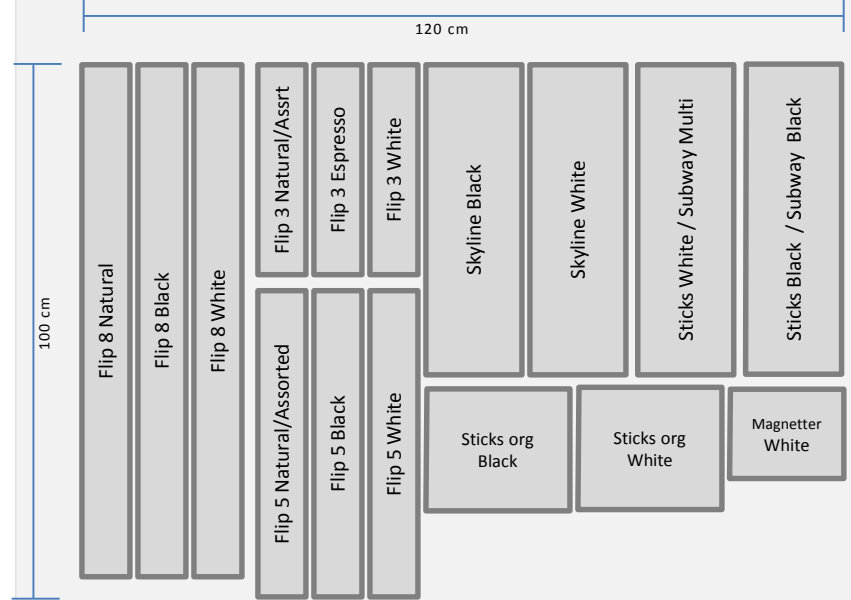 120 cm
100 cm
Flip 8 Natural
Flip 8 Black
Flip 8 White
Flip 3 Natural/Assrt
Flip 3 Espresso
Flip 3 White
Skyline Black
Skyline White
Sticks White / Subway Multi
Sticks Black / Subway Black
Flip 5 Natural/Assorted
Flip 5 Black
Flip 5 White
Sticks org
Black
Sticks org
White
Magnetter
White